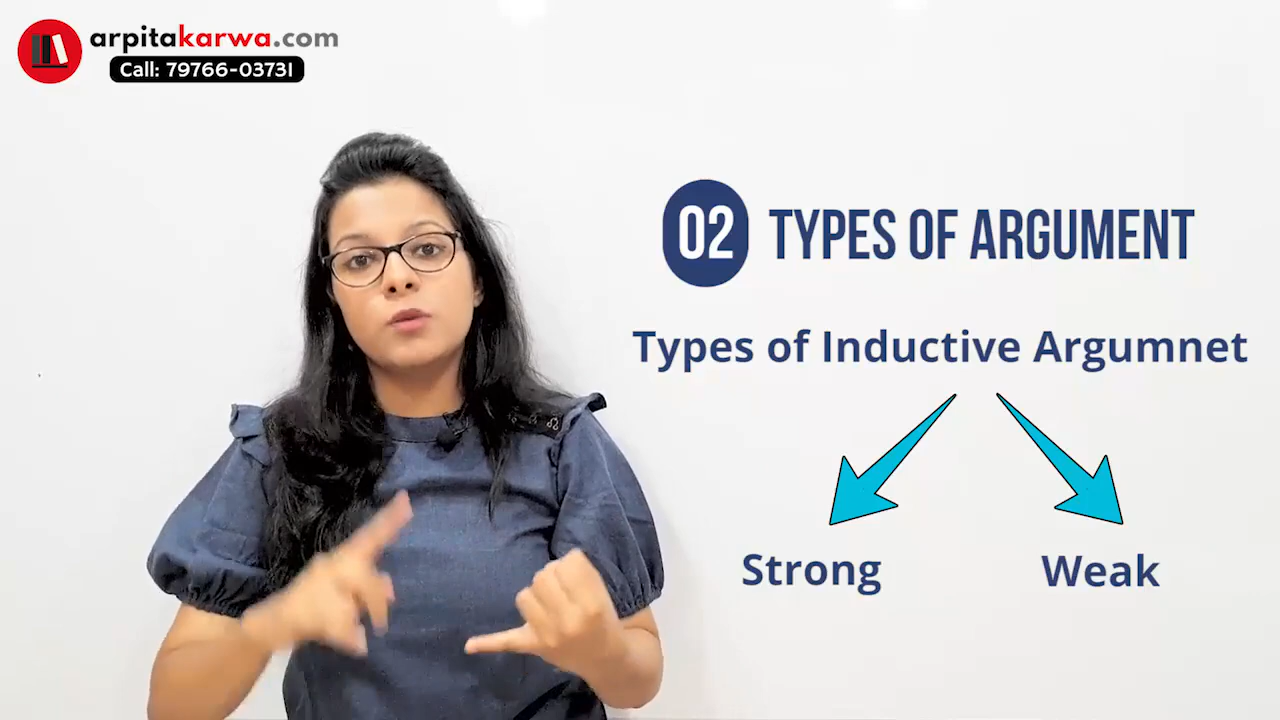 arpitakarwa.com
Call: 79766-03731
02 TYPES OF ARGUMENT
Types of Inductive Argumnet
Strong Weak